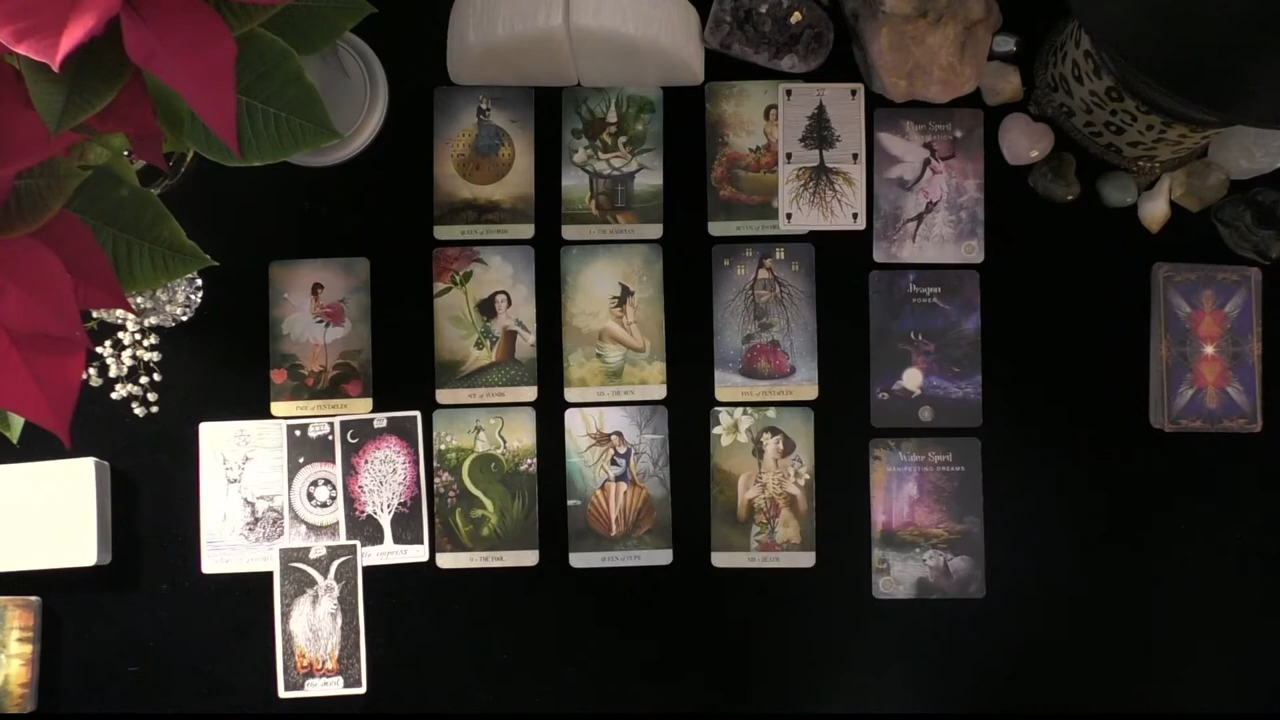 QUEEN of SWORDS
I • THE MAGICIAN
SEVEN of SWORDS
VI
SPIRIT
PAGE of PENTACLES
ACE of WANDS
XIX • THE SUN
FIVE of PENTACLES
Dragon
POWER
the empress
0 • THE FOOL
QUEEN of CUPS
XIII • DEATH
Water Spirit
MANIFESTING DREAMS
the devil